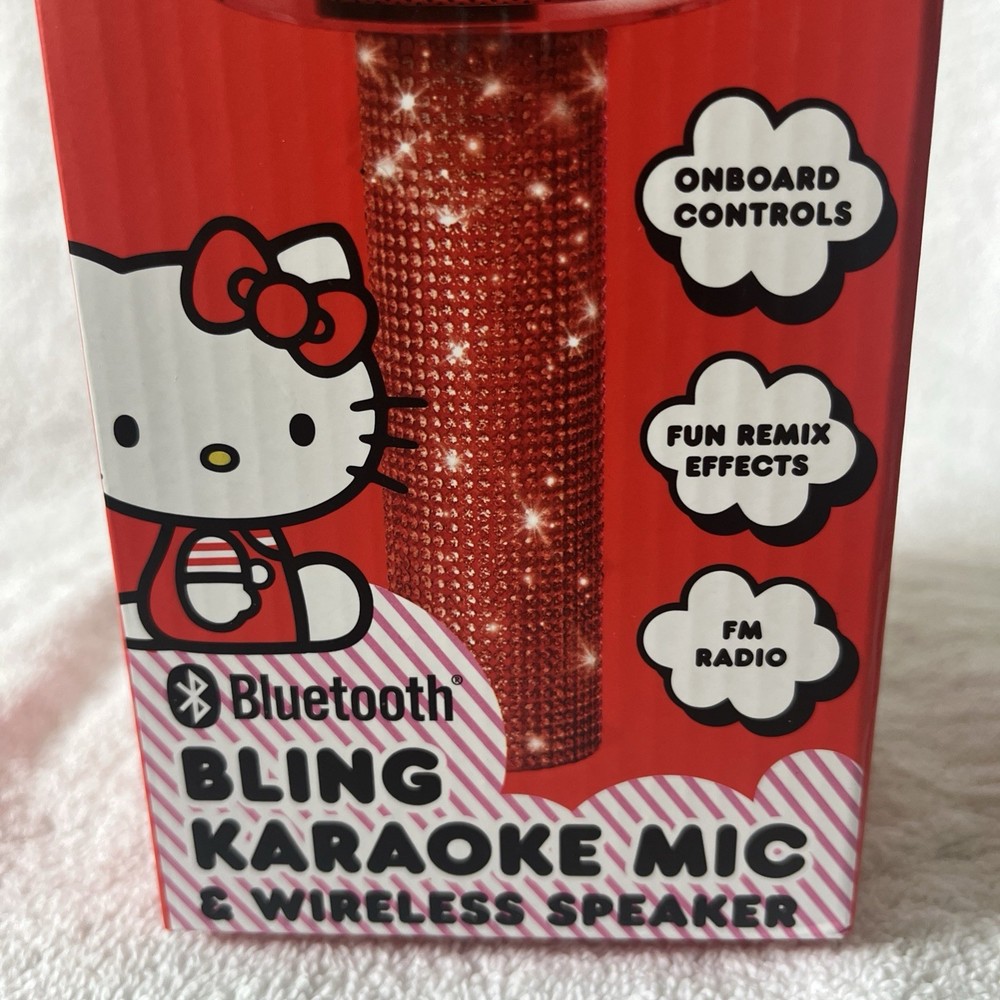 ONBOARD
CONTROLS
FUN REMIX
EFFECTS
FM
RADIO
Bluetooth®
BLING
KARAOKE MIC
& WIRELESS SPEAKER